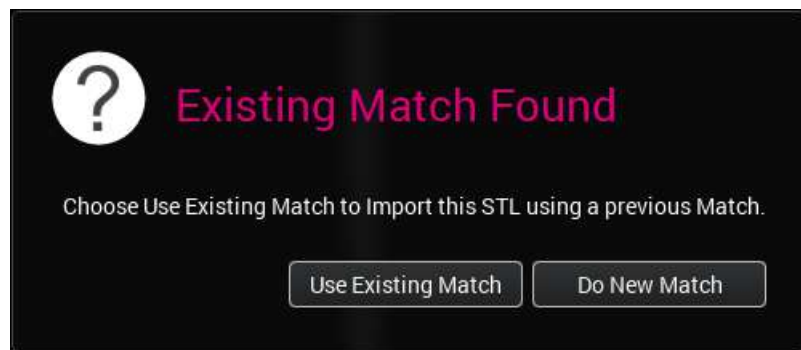 ?
Existing Match Found
Choose Use Existing Match to Import this STL using a previous Match.
Use Existing Match
Do New Match